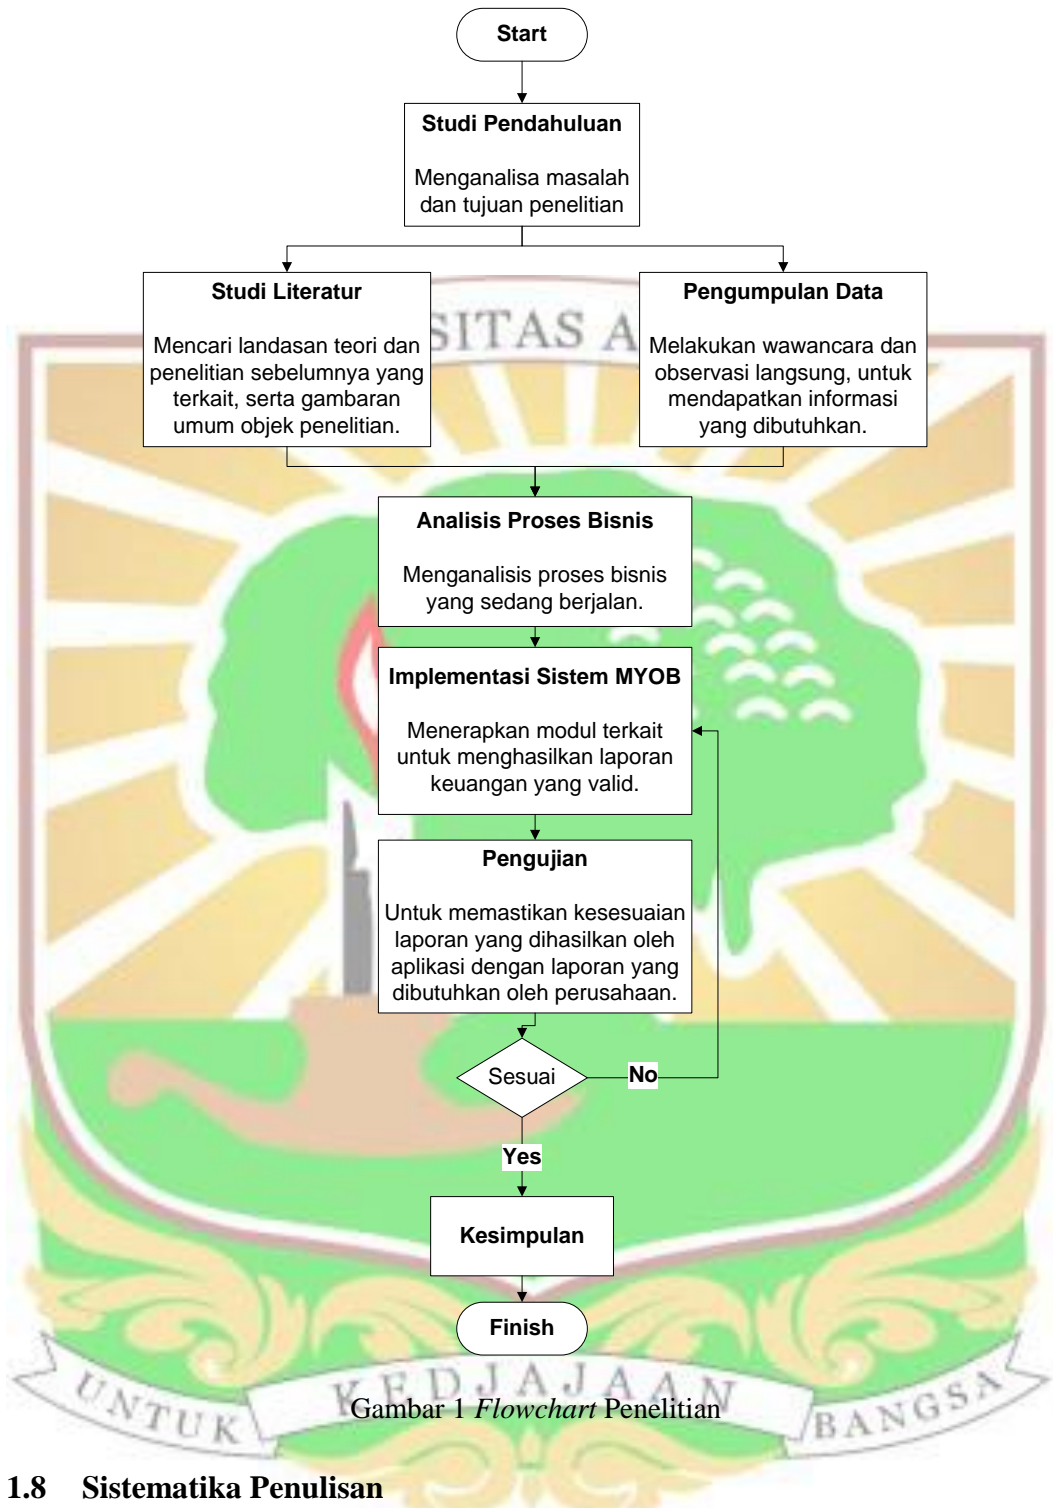 Start
Studi Pendahuluan
Menganalisa masalah
dan tujuan penelitian
Studi Literatur
Mencari landasan teori dan
penelitian sebelumnya yang
terkait, serta gambaran
umum objek penelitian.
Pengumpulan Data
Melakukan wawancara dan
observasi langsung, untuk
mendapatkan informasi
yang dibutuhkan.
SITAS A
Analisis Proses Bisnis
Menganalisis proses bisnis
yang sedang berjalan.
Implementasi Sistem MYOB
Menerapkan modul terkait
untuk menghasilkan laporan
keuangan yang valid.
Pengujian
Untuk memastikan kesesuaian
laporan yang dihasilkan oleh
aplikasi dengan laporan yang
dibutuhkan oleh perusahaan.
Sesuai
No
Yes
Kesimpulan
Finish
UNTUK KEDJAJAAN BANGSA
Gambar 1 Flowchart Penelitian
1.8 Sistematika Penulisan